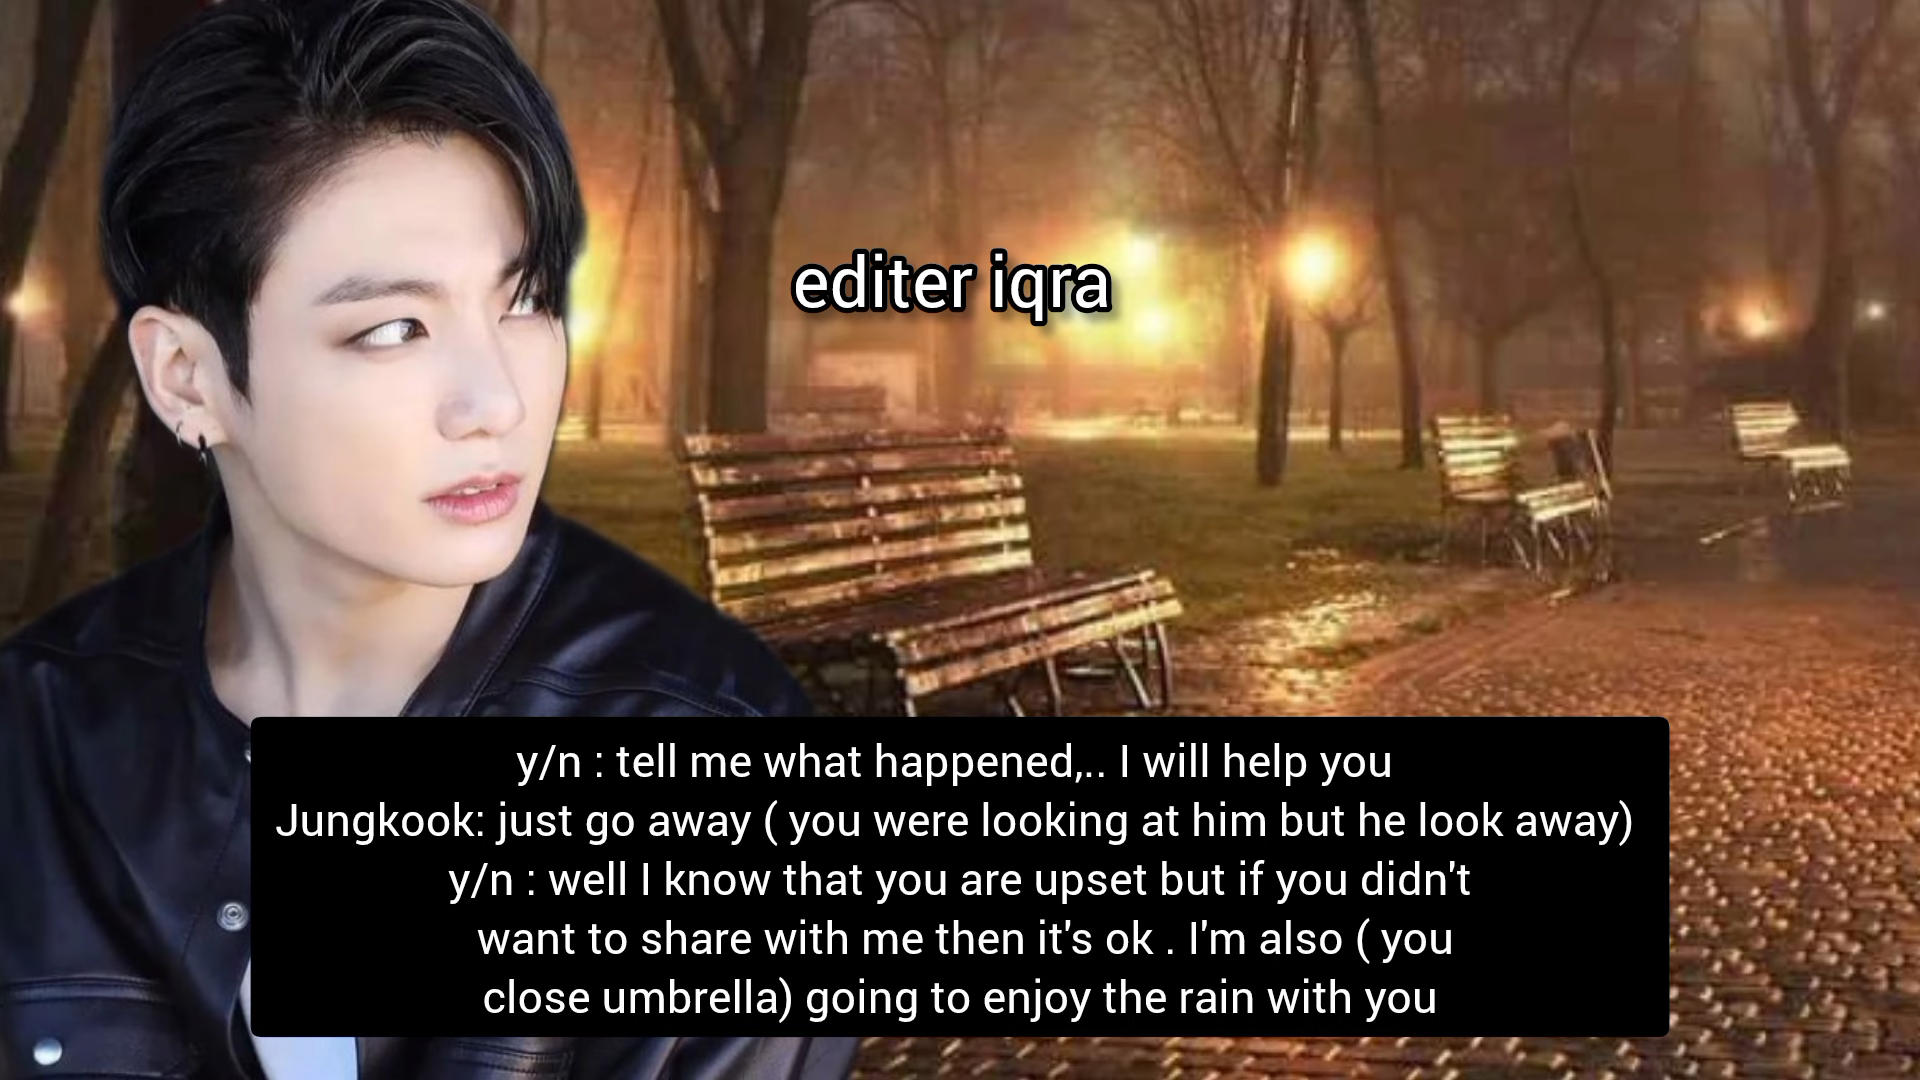 editer iqra
y/n : tell me what happened,.. I will help you
Jungkook: just go away ( you were looking at him but he look away)
y/n : well I know that you are upset but if you didn't
want to share with me then it's ok . I'm also ( you
close umbrella) going to enjoy the rain with you